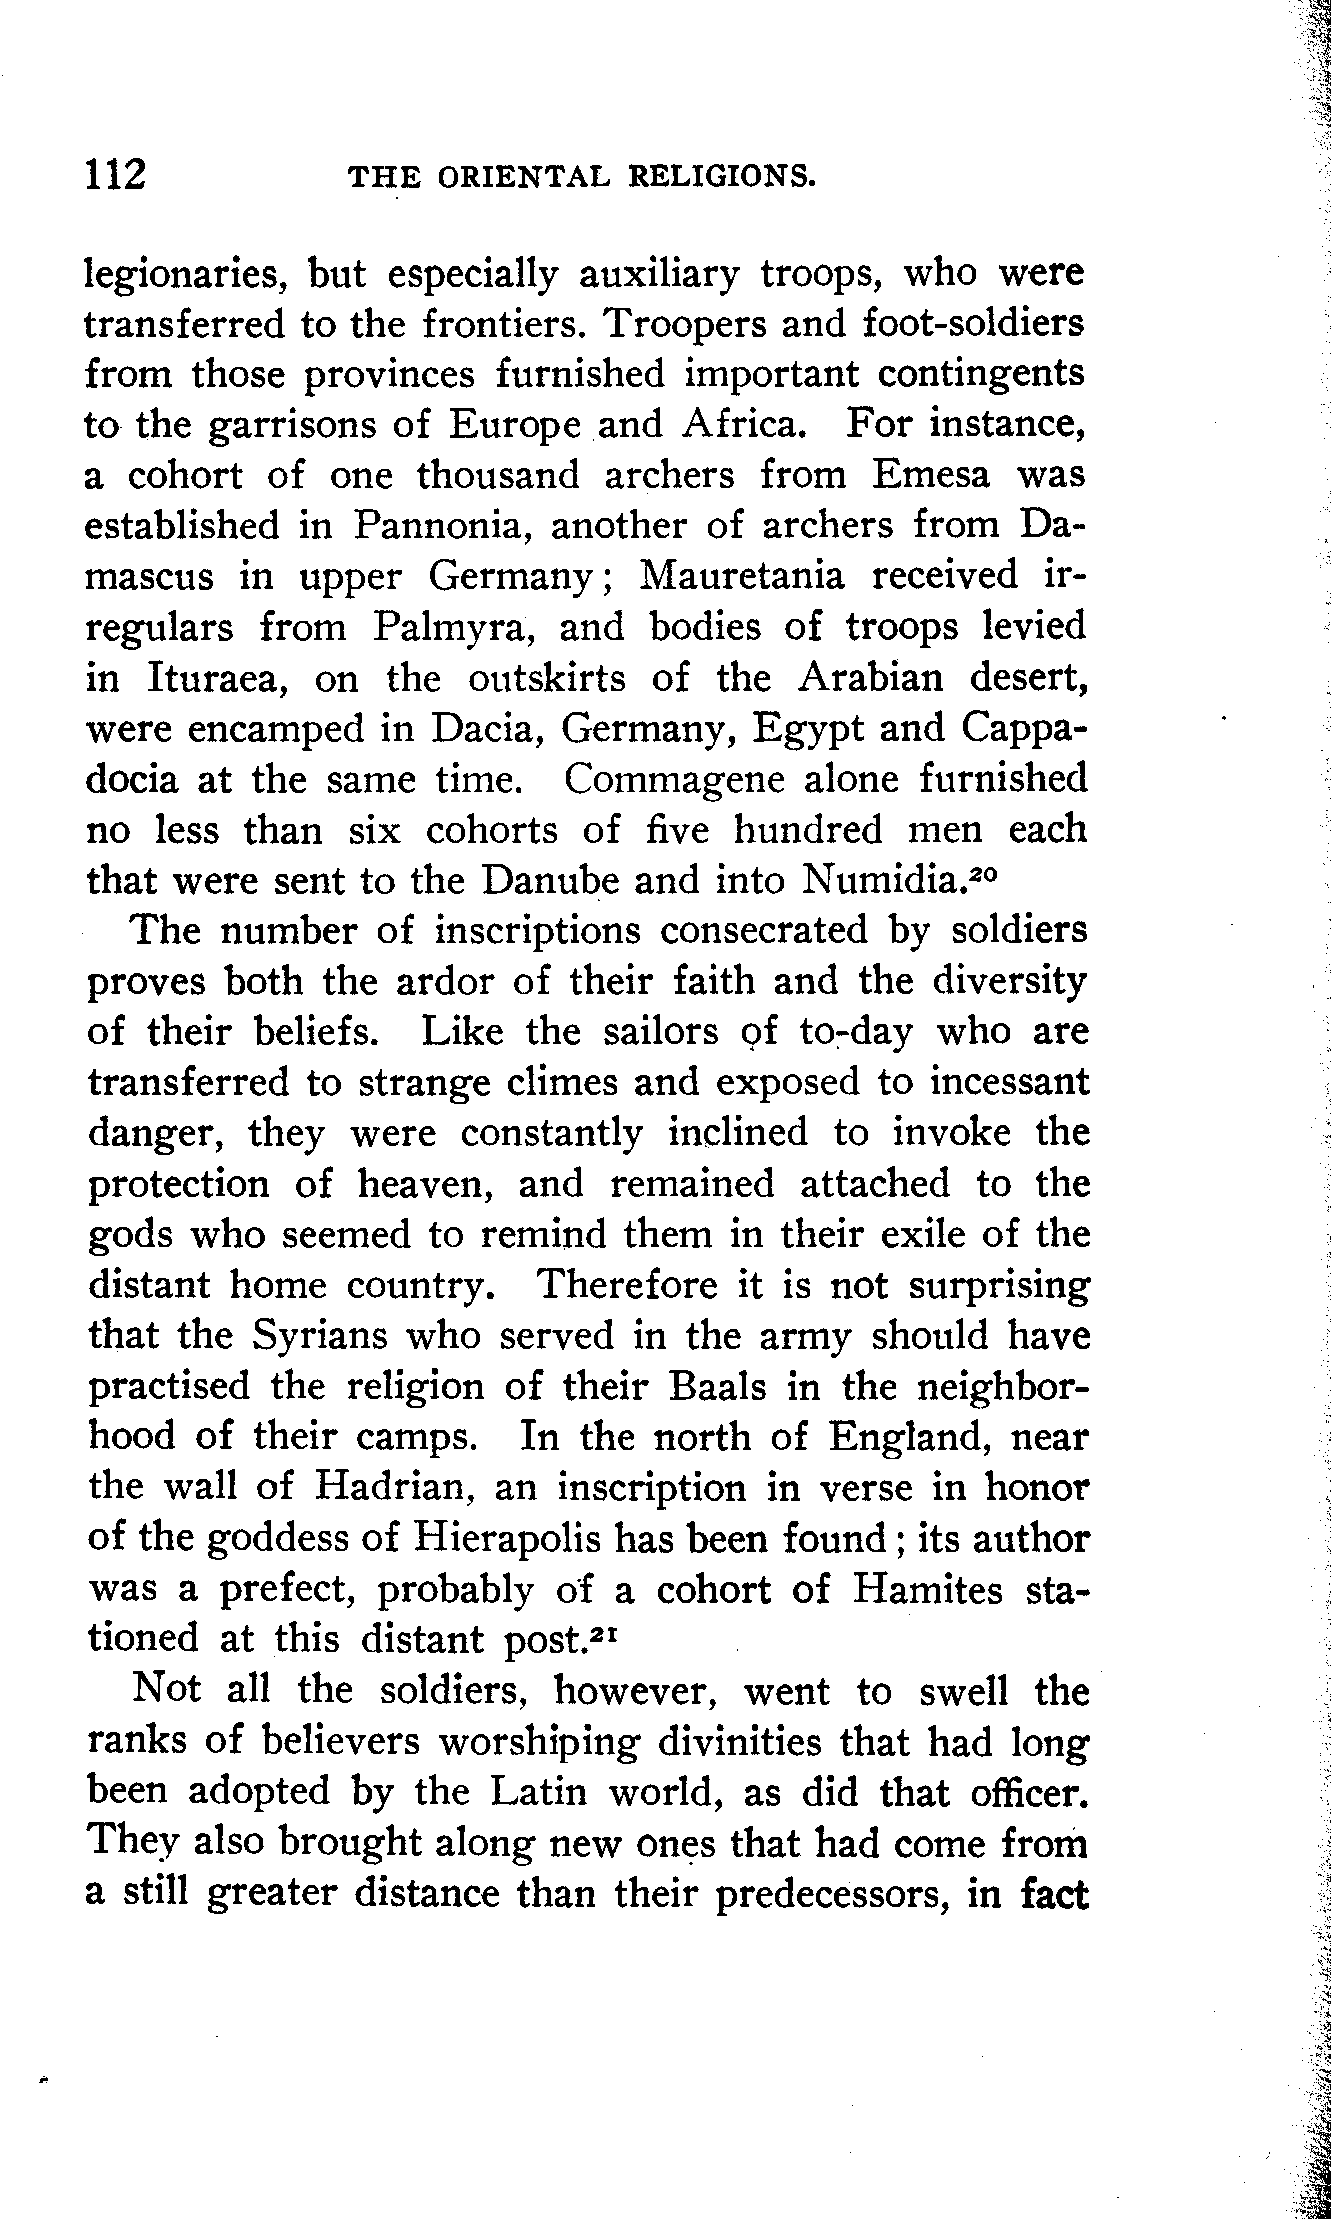 112 THE ORIENTAL RELIGIONS.
legionaries, but especially auxiliary troops, who were
transferred to the frontiers. Troopers and foot-soldiers
from those provinces furnished important contingents
to the garrisons of Europe and Africa. For instance,
a cohort of one thousand archers from Emesa was
established in Pannonia, another of archers from Da-
mascus in upper Germany; Mauretania received ir-
regulars from Palmyra, and bodies of troops levied
in Ituraea, on the outskirts of the Arabian desert,
were encamped in Dacia, Germany, Egypt and Cappa-
docia at the same time. Commagene alone furnished
no less than six cohorts of five hundred men each
that were sent to the Danube and into Numidia.²⁰
The number of inscriptions consecrated by soldiers
proves both the ardor of their faith and the diversity
of their beliefs. Like the sailors of to-day who are
transferred to strange climes and exposed to incessant
danger, they were constantly inclined to invoke the
protection of heaven, and remained attached to the
gods who seemed to remind them in their exile of the
distant home country. Therefore it is not surprising
that the Syrians who served in the army should have
practised the religion of their Baals in the neighbor-
hood of their camps. In the north of England, near
the wall of Hadrian, an inscription in verse in honor
of the goddess of Hierapolis has been found; its author
was a prefect, probably of a cohort of Hamites sta-
tioned at this distant post.²¹
Not all the soldiers, however, went to swell the
ranks of believers worshiping divinities that had long
been adopted by the Latin world, as did that officer.
They also brought along new ones that had come from
a still greater distance than their predecessors, in fact